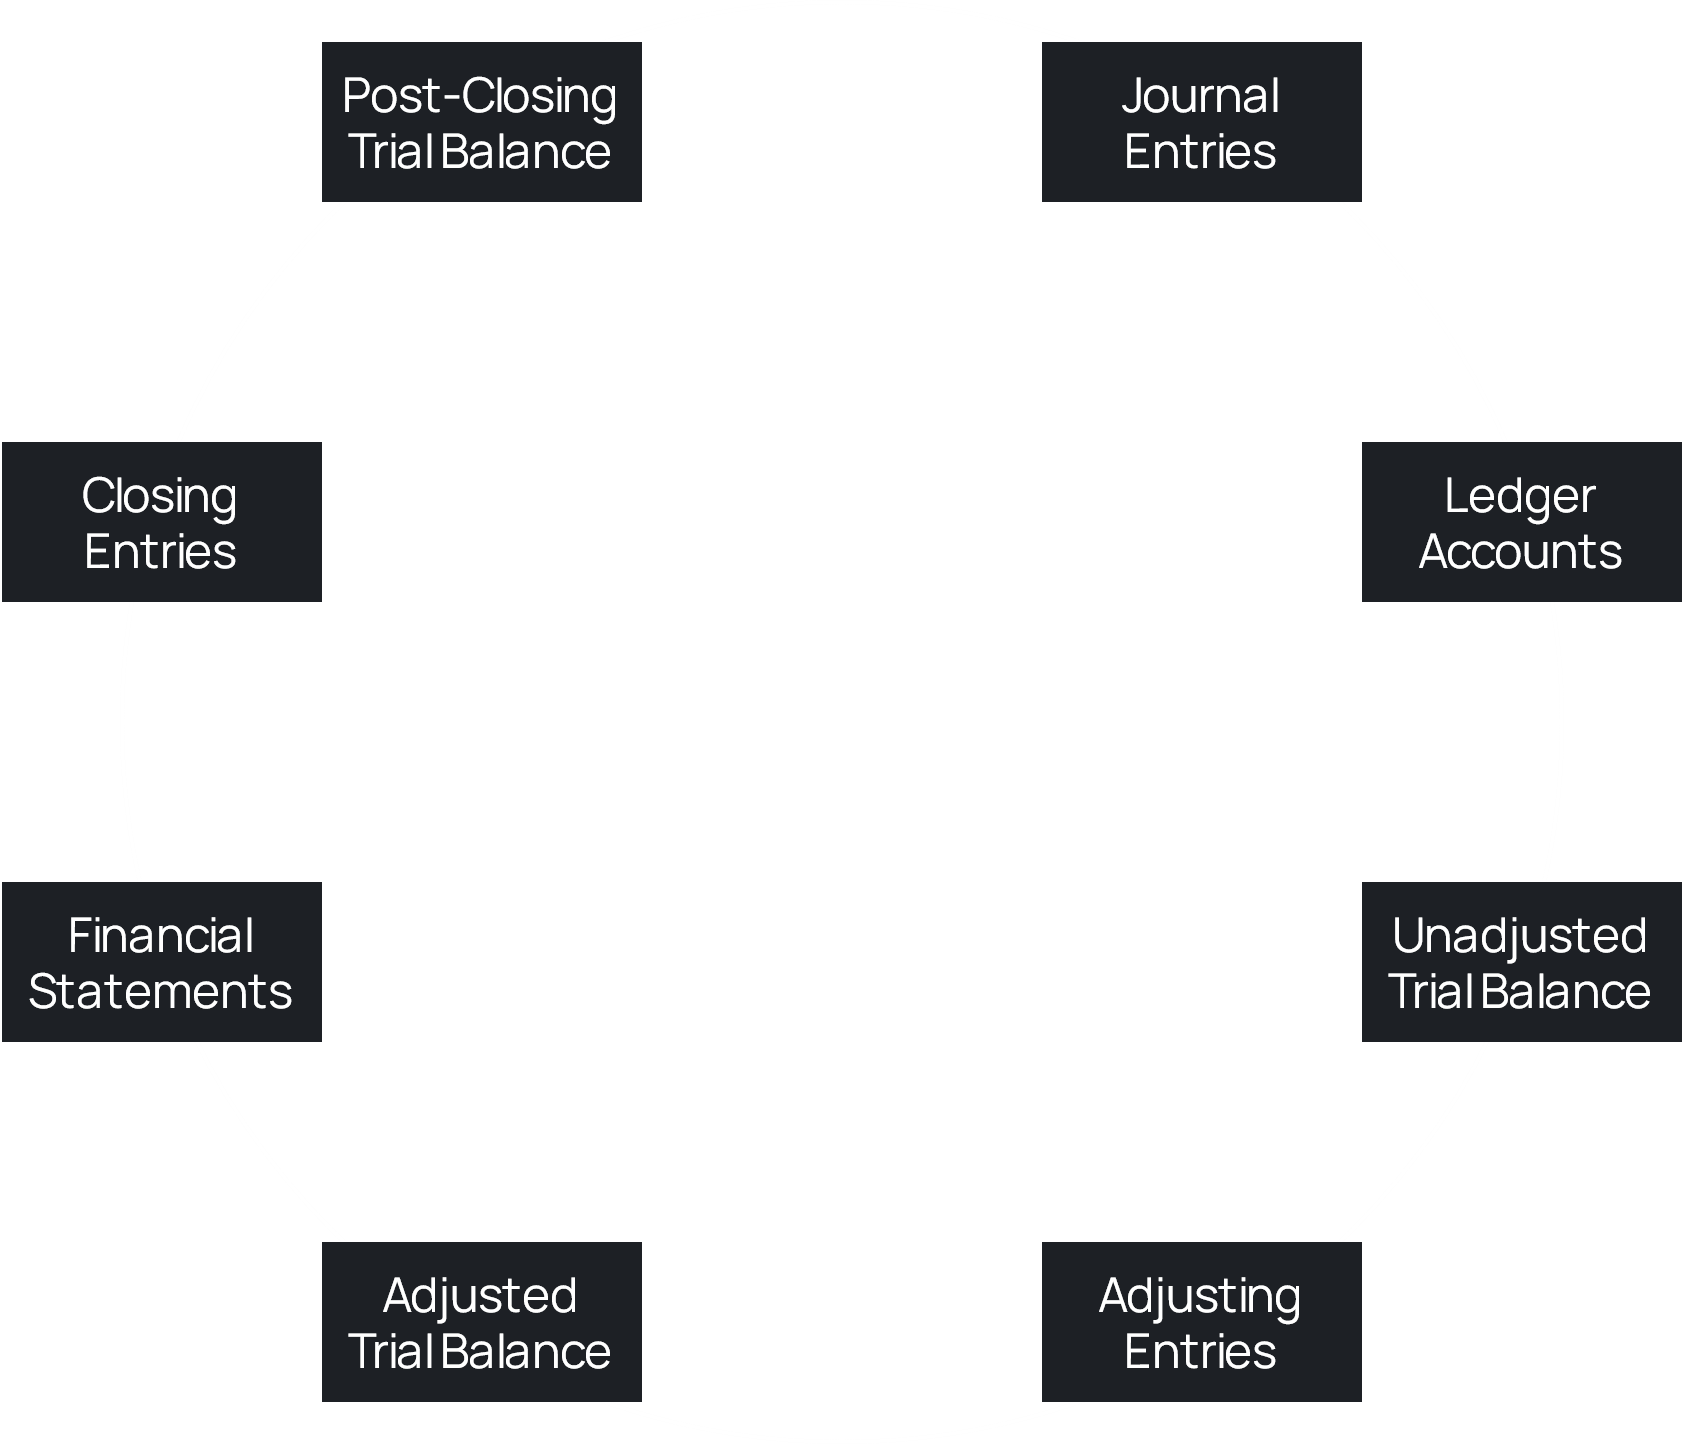 Post-Closing
Trial Balance
Journal
Entries
Closing
Entries
Ledger
Accounts
Financial
Statements
Unadjusted
Trial Balance
Adjusted
Trial Balance
Adjusting
Entries